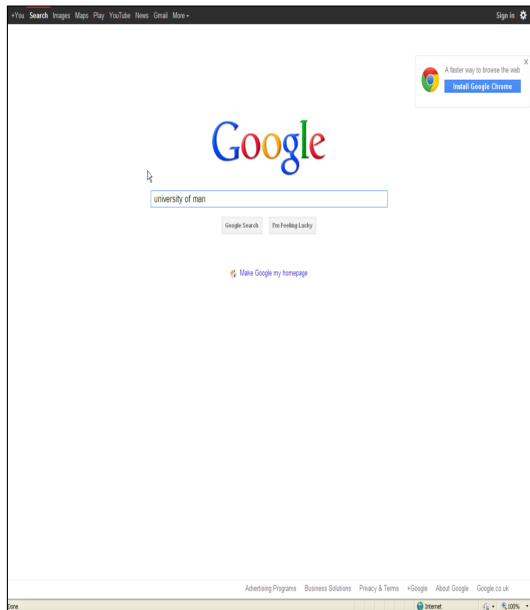 +You Search Images Maps Play YouTube News Gmail More Sign in
A faster way to browse the web X
Install Google Chrome
Google
university of man
Google Search I'm Feeling Lucky
Make Google my homepage
Advertising Programs Business Solutions Privacy & Terms +Google About Google Google.co.uk
Done Internet 100%